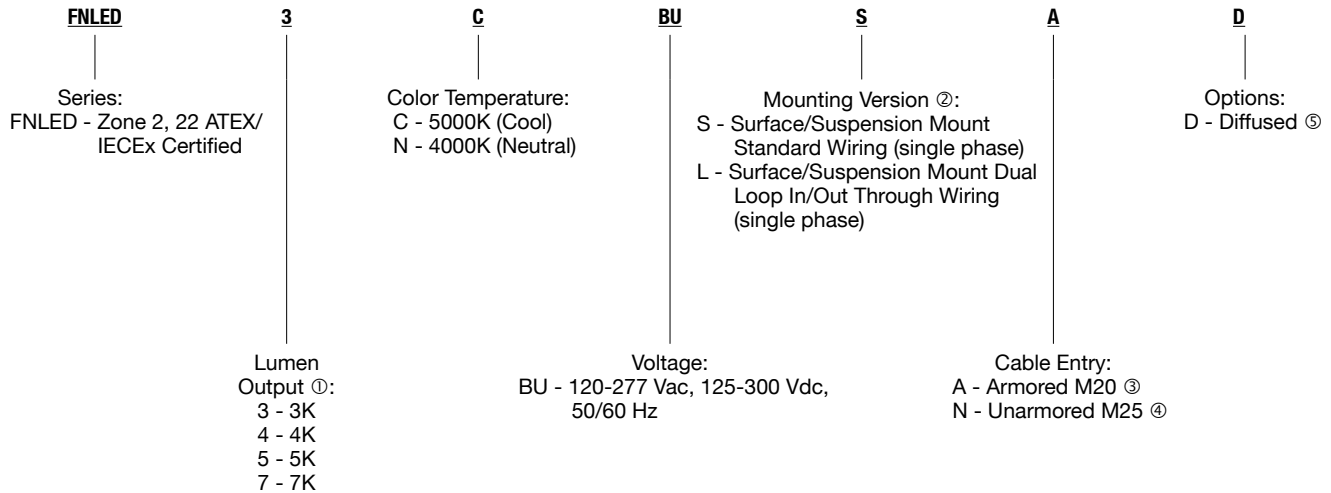 FNLED 3 C BU S A D
Series:
FNLED - Zone 2, 22 ATEX/
IECEx Certified
Color Temperature:
C - 5000K (Cool)
N - 4000K (Neutral)
Mounting Version ②:
S - Surface/Suspension Mount
Standard Wiring (single phase)
L - Surface/Suspension Mount Dual
Loop In/Out Through Wiring
(single phase)
Options:
D - Diffused ⑤
Lumen
Output ①:
3 - 3K
4 - 4K
5 - 5K
7 - 7K
Voltage:
BU - 120-277 Vac, 125-300 Vdc,
50/60 Hz
Cable Entry:
A - Armored M20 ③
N - Unarmored M25 ④